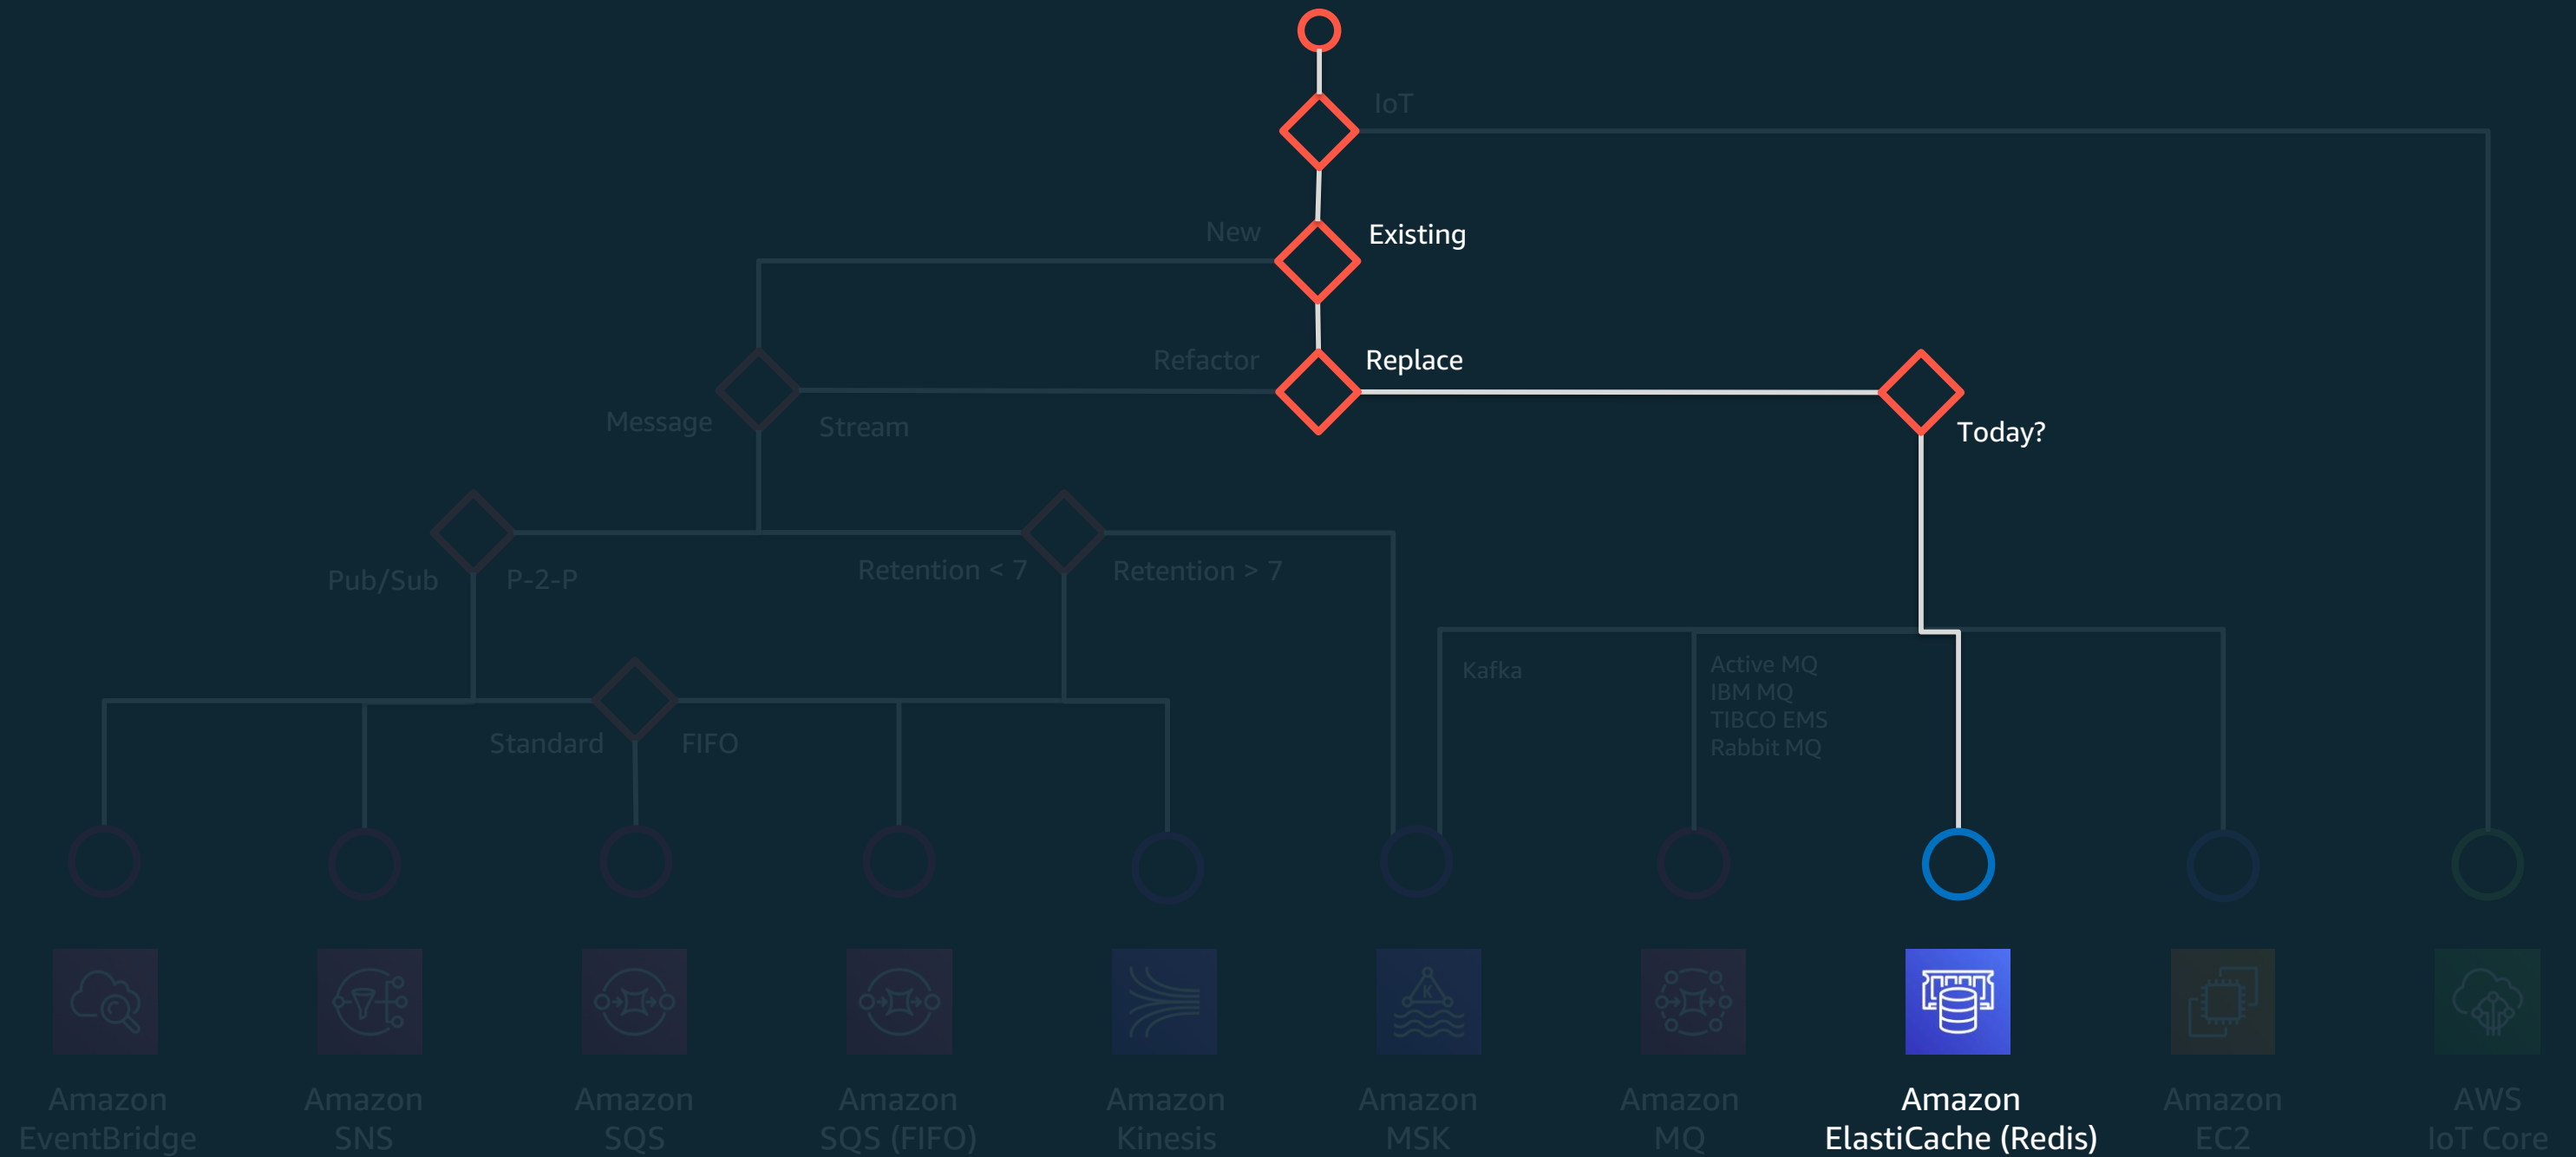 IoT
New
Existing
Refactor
Replace
Today?
Message
Stream
Pub/Sub
P-2-P
Retention < 7
Retention > 7
Kafka
Active MQ
IBM MQ
TIBCO EMS
Rabbit MQ
Standard
FIFO
K
Amazon
EventBridge
Amazon
SNS
Amazon
SQS
Amazon
SQS (FIFO)
Amazon
Kinesis
Amazon
MSK
Amazon
MQ
Amazon
ElastiCache (Redis)
Amazon
EC2
AWS
IoT Core